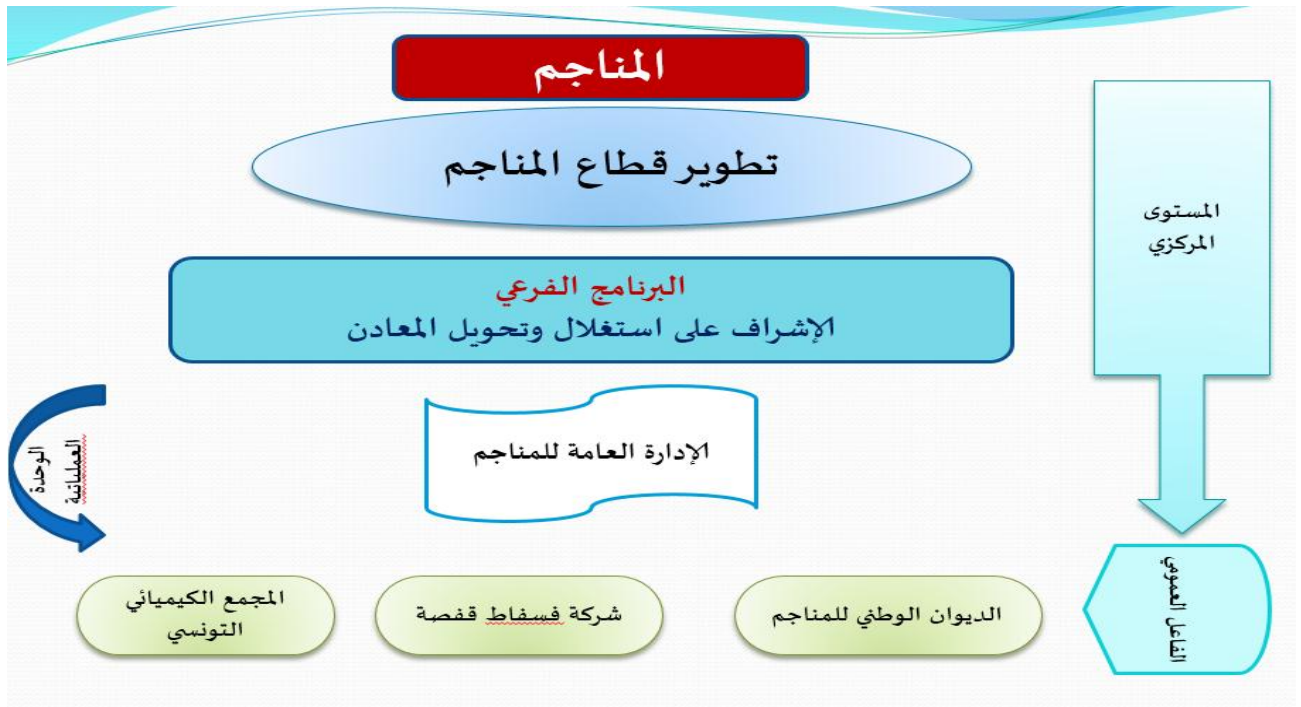 المناجم
تطوير قطاع المناجم
المستوى
المركزي
البرنامج الفرعي
الإشراف على استغلال وتحويل المعادن
الإدارة العامة للمناجم
الوحدة
العملياتية
الفاعل العمومي
الديوان الوطني للمناجم
شركة فسفاط قفصة
المجمع الكيميائي
التونسي